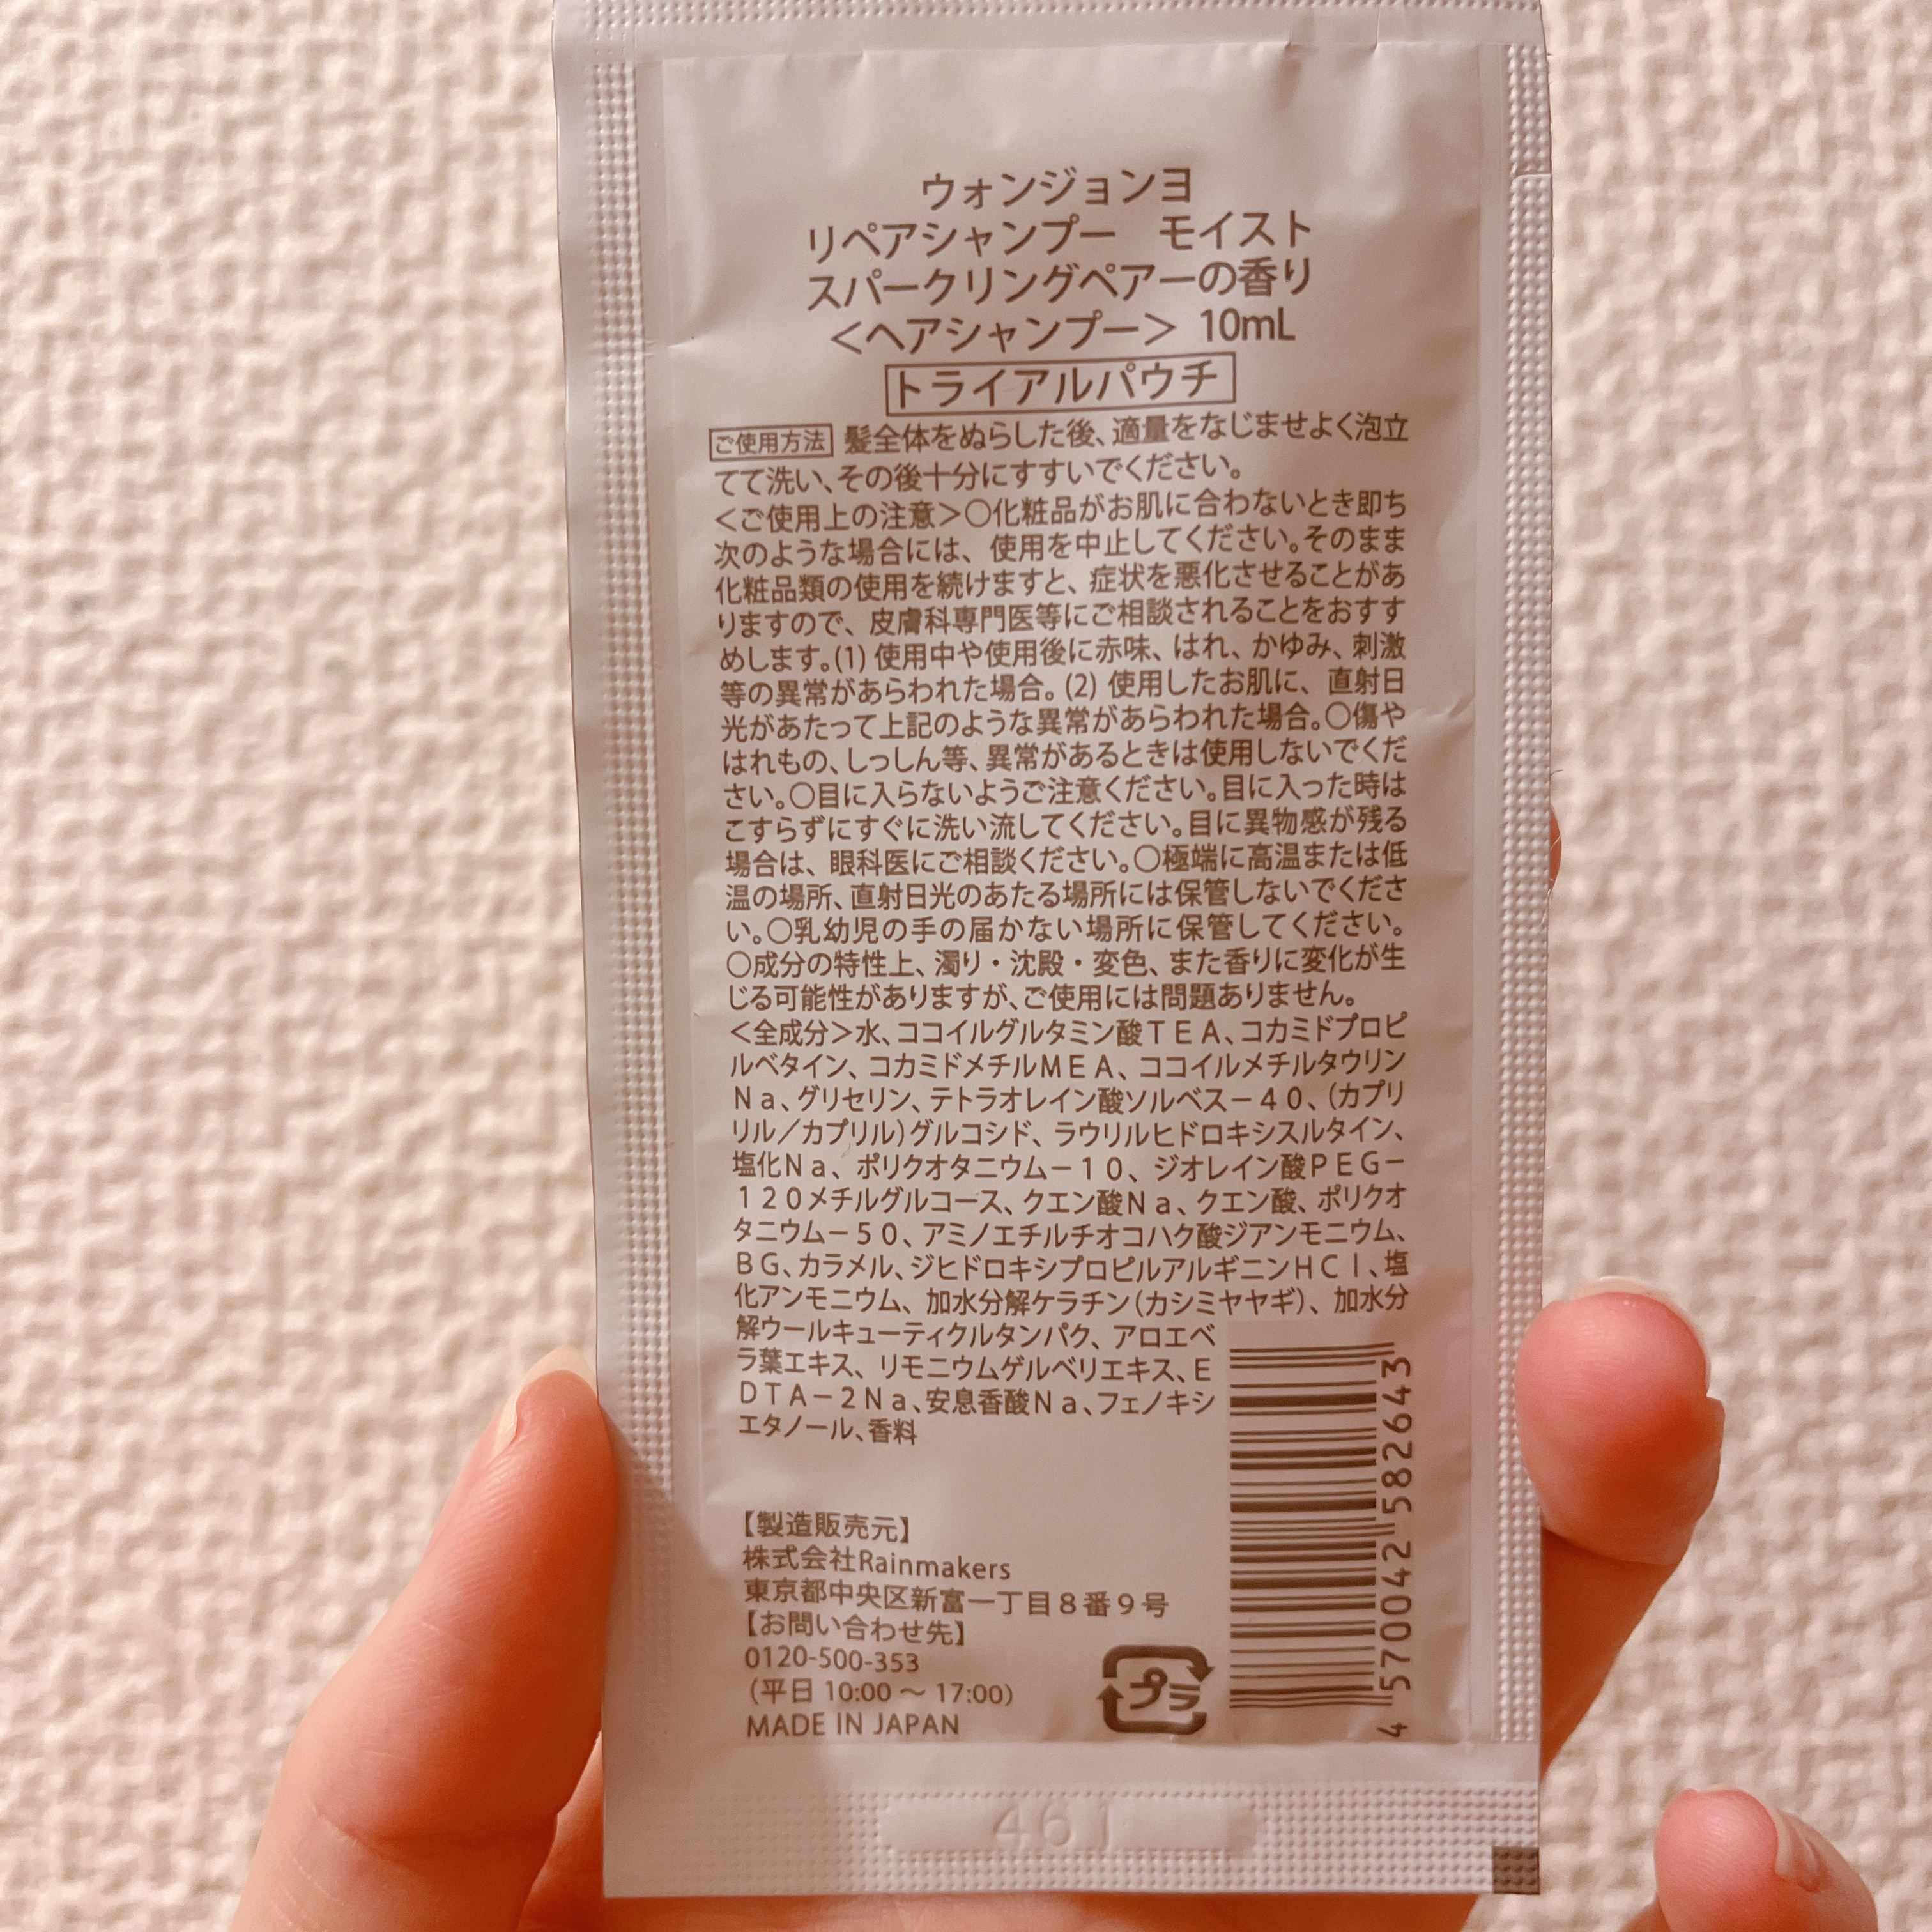 ウォンジョンヨ
リペアシャンプー　モイスト
スパークリングペアーの香り
＜ヘアシャンプー＞ 10mL
トライアルパウチ
ご使用方法 髪全体をぬらした後、適量をなじませよく泡立
てて洗い、その後十分にすすいでください。
＜ご使用上の注意＞○化粧品がお肌に合わないとき即ち
次のような場合には、使用を中止してください。そのまま
化粧品類の使用を続けますと、症状を悪化させることがあ
りますので、皮膚科専門医等にご相談されることをおすす
めします。(1) 使用中や使用後に赤味、はれ、かゆみ、刺激
等の異常があらわれた場合。(2) 使用したお肌に、直射日
光があたって上記のような異常があらわれた場合。○傷や
はれもの、しっしん等、異常があるときは使用しないでくだ
さい。○目に入らないようご注意ください。目に入った時は
こすらずにすぐに洗い流してください。目に異物感が残る
場合は、眼科医にご相談ください。○極端に高温または低
温の場所、直射日光のあたる場所には保管しないでくださ
い。○乳幼児の手の届かない場所に保管してください。
○成分の特性上、濁り・沈殿・変色、また香りに変化が生
じる可能性がありますが、ご使用には問題ありません。
＜全成分＞水、ココイルグルタミン酸ＴＥＡ、コカミドプロピ
ルベタイン、コカミドメチルＭＥＡ、ココイルメチルタウリン
Ｎａ、グリセリン、テトラオレイン酸ソルベス－４０、（カプリ
リル／カプリル）グルコシド、ラウリルヒドロキシスルタイン、
塩化Ｎａ、ポリクオタニウム－１０、ジオレイン酸ＰＥＧ－
１２０メチルグルコース、クエン酸Ｎａ、クエン酸、ポリクオ
タニウム－５０、アミノエチルチオコハク酸ジアンモニウム、
ＢＧ、カラメル、ジヒドロキシプロピルアルギニンＨＣｌ、塩
化アンモニウム、加水分解ケラチン（カシミヤヤギ）、加水分
解ウールキューティクルタンパク、アロエベ
ラ葉エキス、リモニウムゲルベリエキス、Ｅ
ＤＴＡ－２Ｎａ、安息香酸Ｎａ、フェノキシ
エタノール、香料
【製造販売元】
株式会社Rainmakers
東京都中央区新富一丁目８番９号
【お問い合わせ先】
0120-500-353
（平日 10:00 ～ 17:00）
MADE IN JAPAN
プラ
4 570042 582643
461